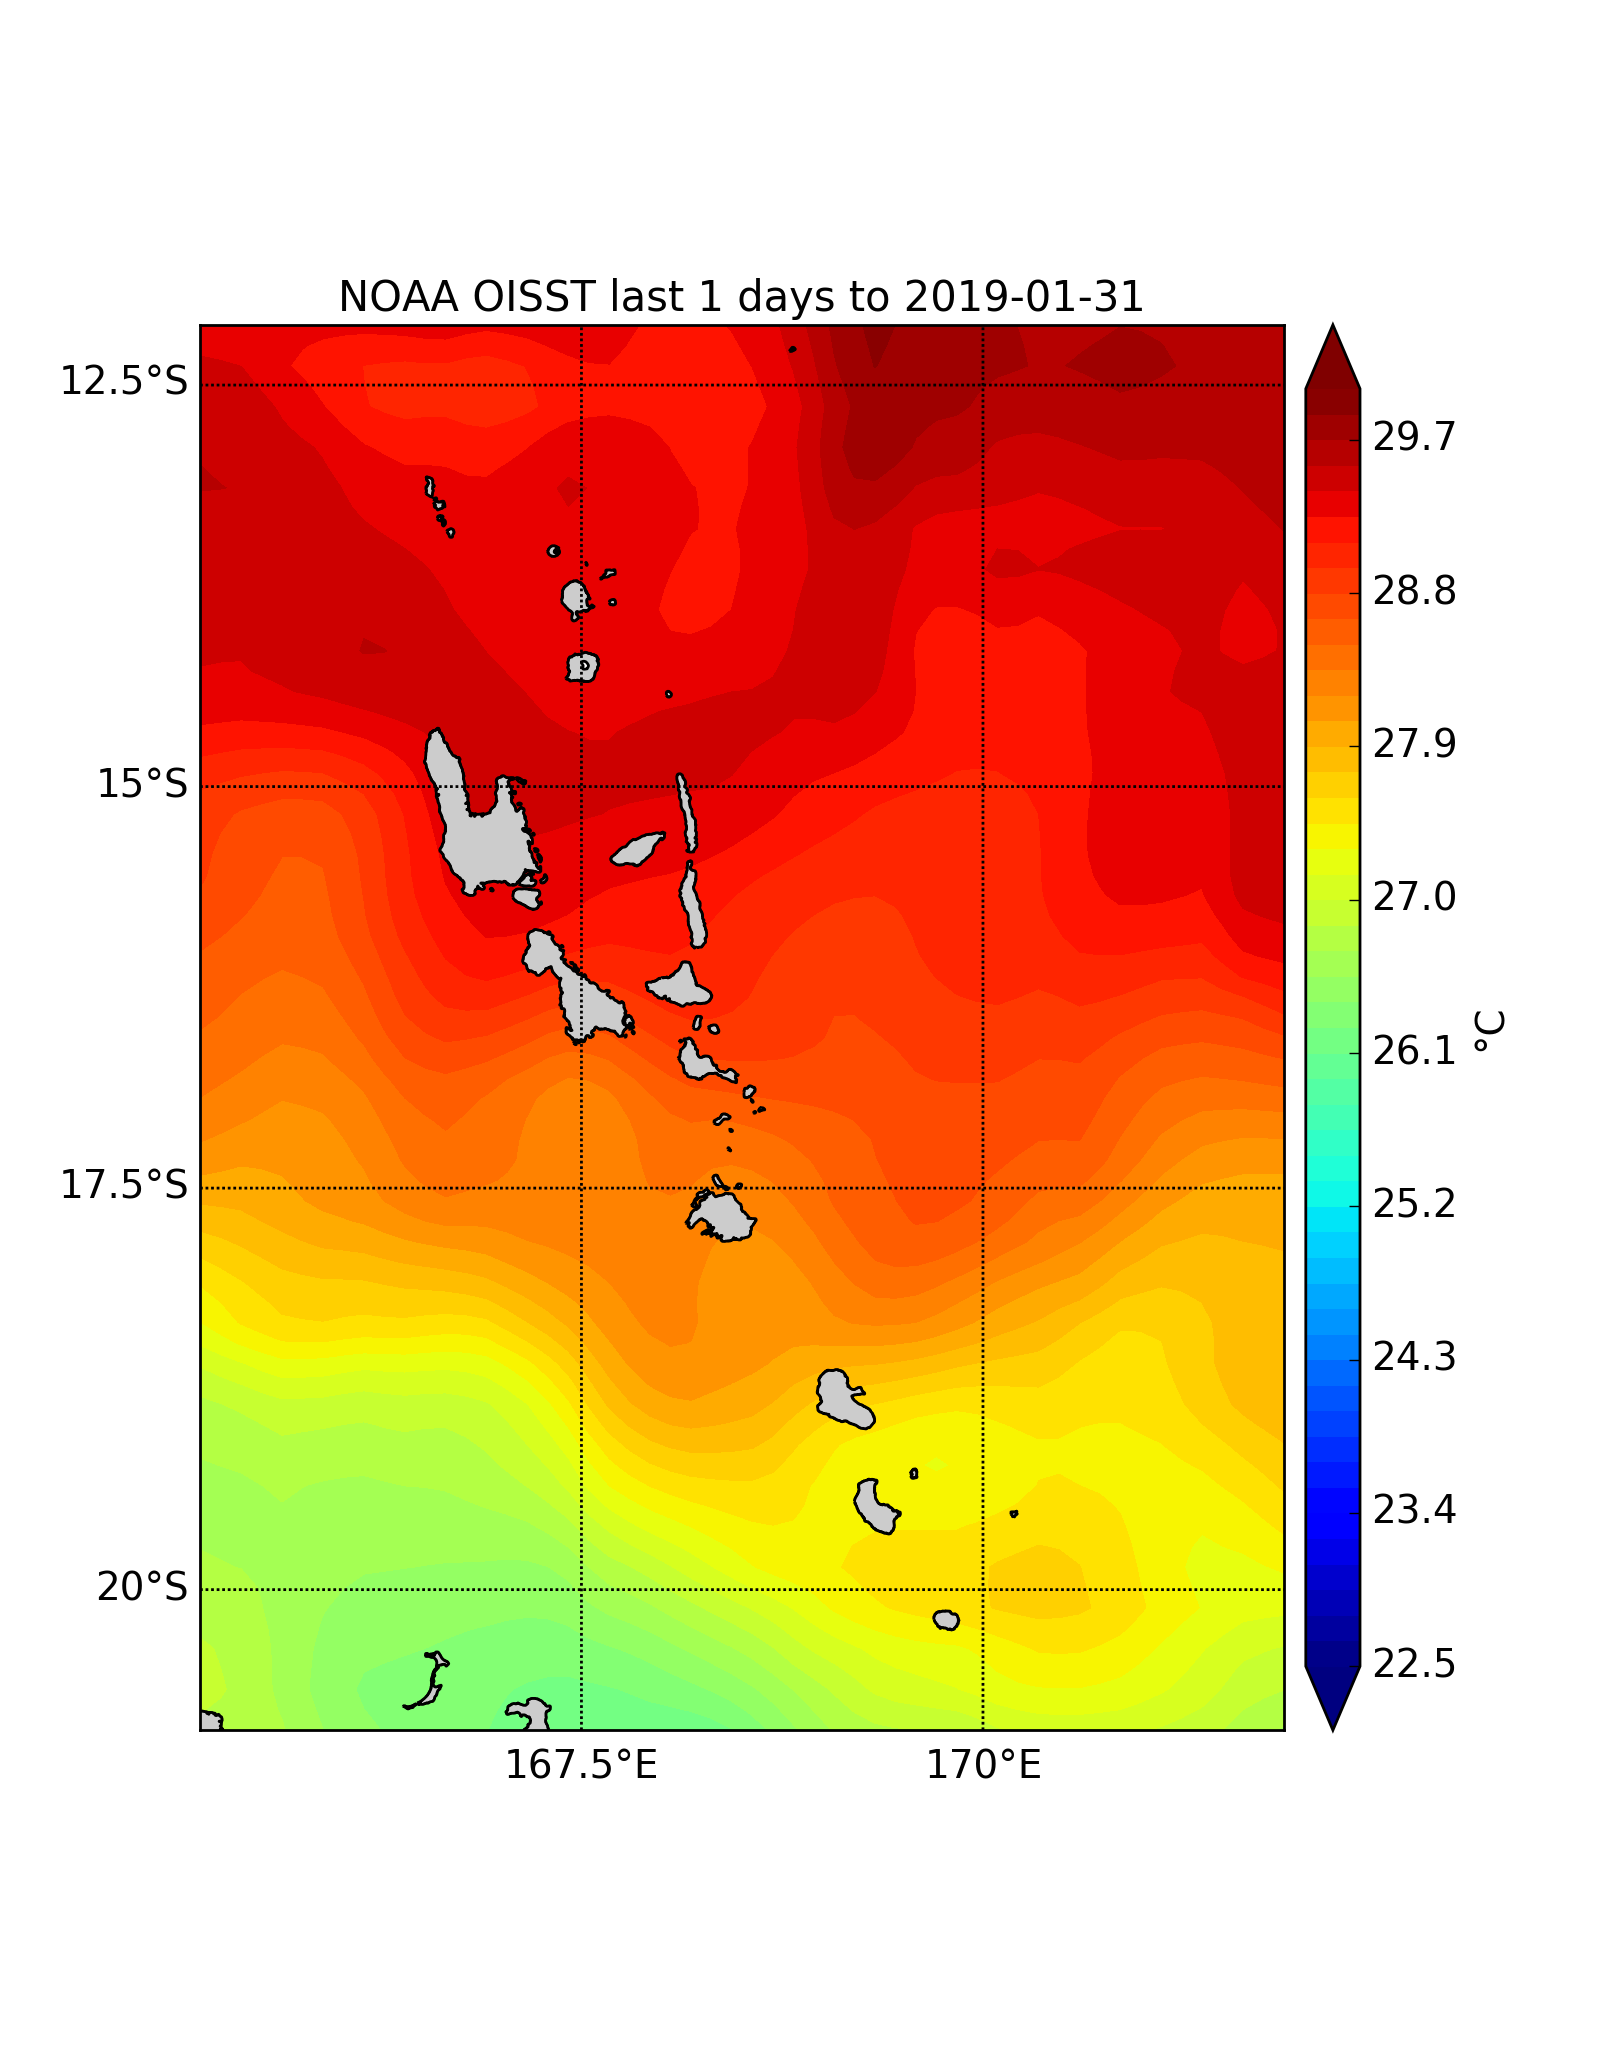 NOAA OISST last 1 days to 2019-01-31
12.5°S
15°S
17.5°S
20°S
167.5°E
170°E
29.7
28.8
27.9
27.0
26.1
25.2
24.3
23.4
22.5
°C